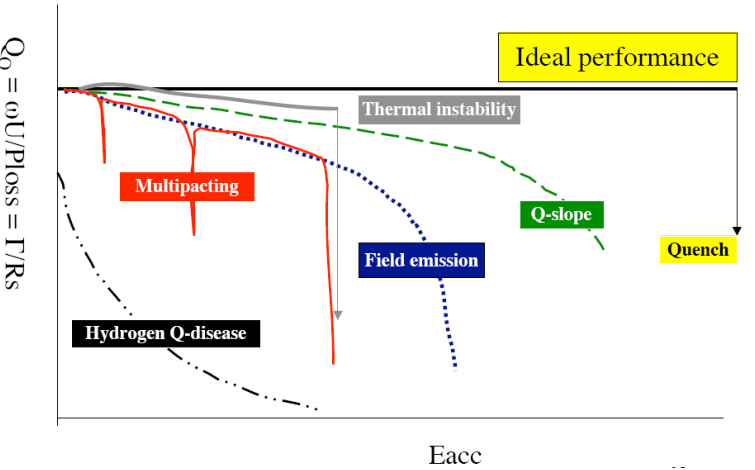 Ideal performance
Thermal instability
Multipacting
Q-slope
Quench
Field emission
Hydrogen Q-disease
Q₀ = ωU/Ploss = Γ/Rs
Eacc